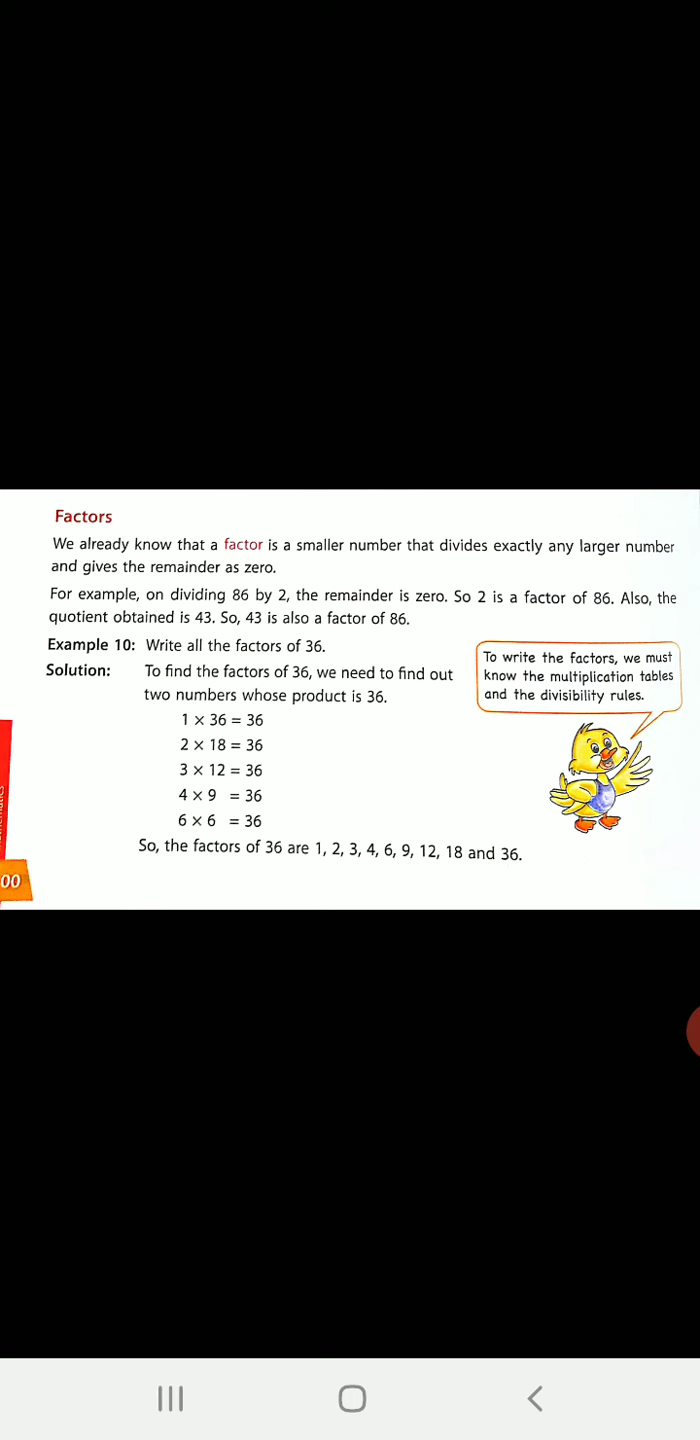 Factors
We already know that a factor is a smaller number that divides exactly any larger number
and gives the remainder as zero.
For example, on dividing 86 by 2, the remainder is zero. So 2 is a factor of 86. Also, the
quotient obtained is 43. So, 43 is also a factor of 86.
Example 10: Write all the factors of 36.
Solution: To find the factors of 36, we need to find out
two numbers whose product is 36.
To write the factors, we must
know the multiplication tables
and the divisibility rules.
1 × 36 = 36
2 × 18 = 36
3 × 12 = 36
4 × 9 = 36
6 × 6 = 36
So, the factors of 36 are 1, 2, 3, 4, 6, 9, 12, 18 and 36.
00